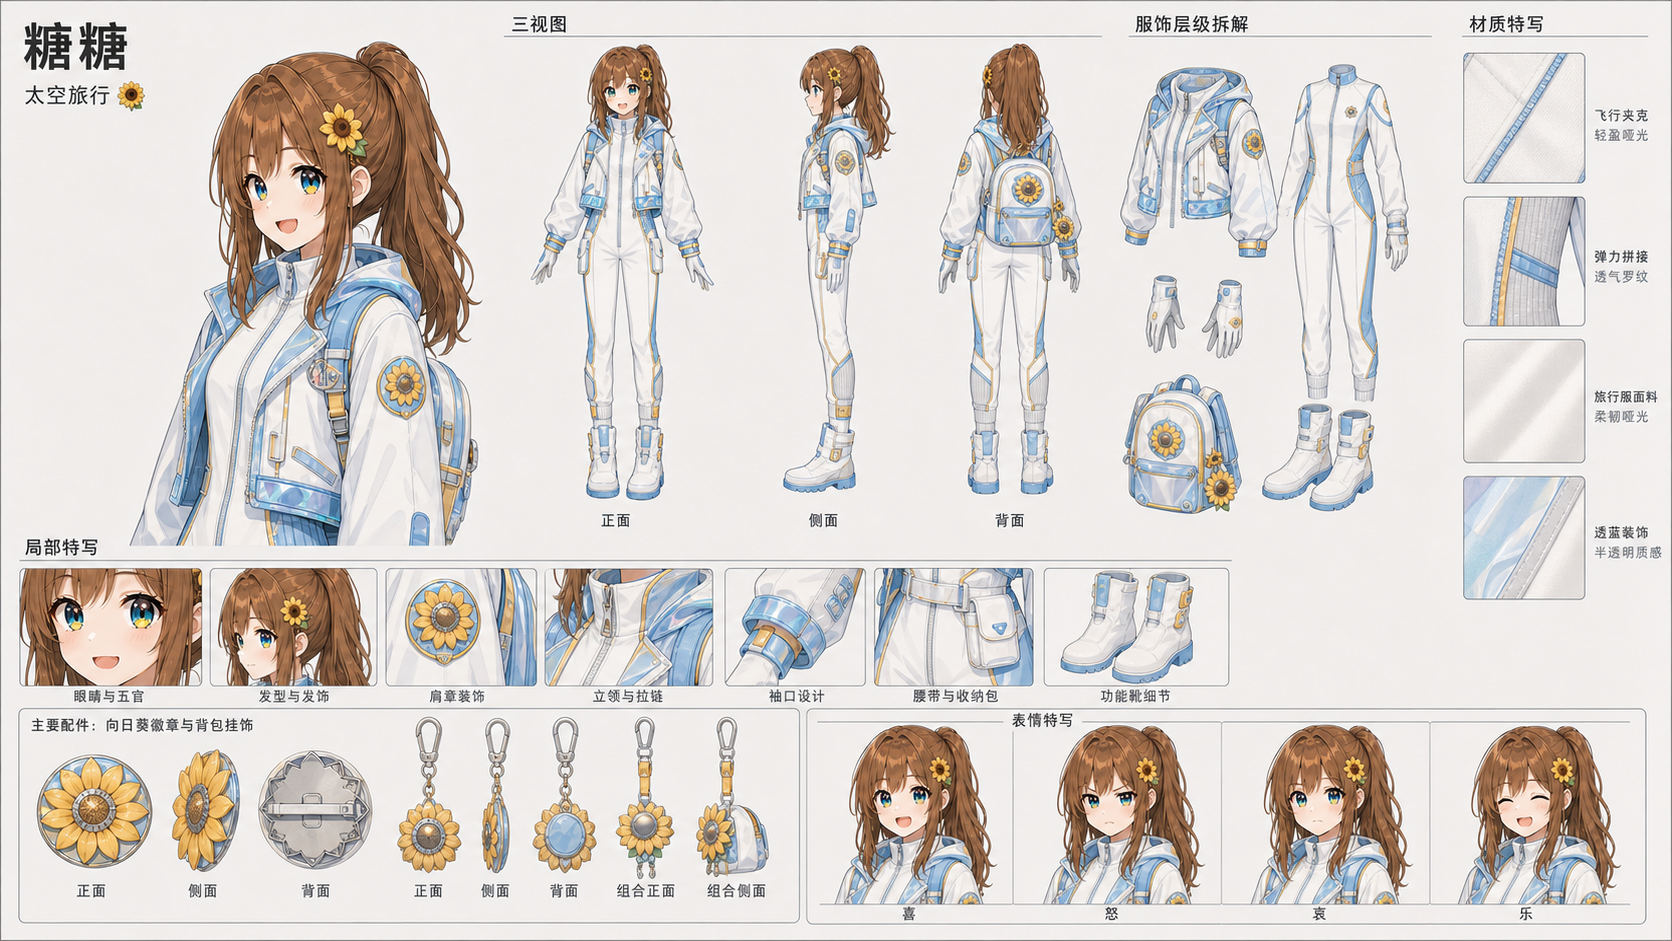 糖糖
太空旅行
三视图
正面
侧面
背面
服饰层级拆解
材质特写
飞行夹克
轻盈哑光
弹力拼接
透气罗纹
旅行服面料
柔韧哑光
透蓝装饰
半透明质感
局部特写
眼睛与五官
发型与发饰
肩章装饰
立领与拉链
袖口设计
腰带与收纳包
功能靴细节
主要配件：向日葵徽章与背包挂饰
正面
侧面
背面
正面
侧面
背面
组合正面
组合侧面
表情特写
喜
怒
哀
乐